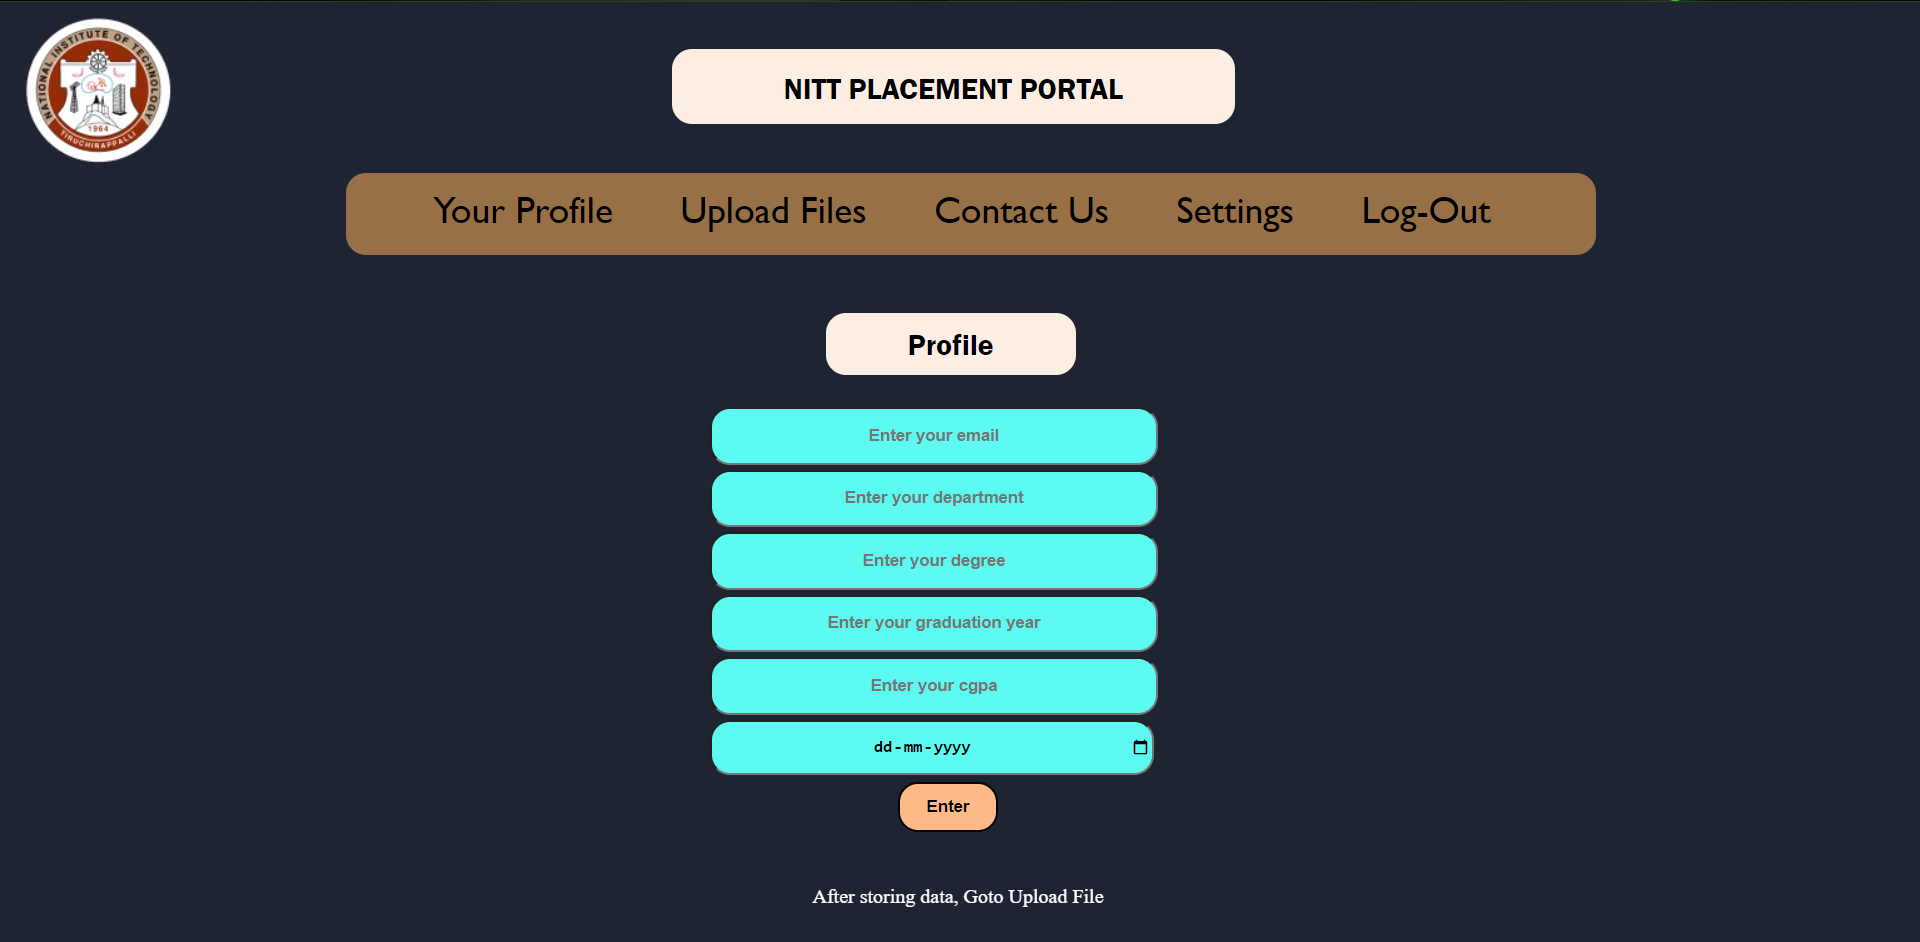 NATIONAL INSTITUTE OF TECHNOLOGY
1964
TIRUCHIRAPPALLI
NITT PLACEMENT PORTAL
Your Profile Upload Files Contact Us Settings Log-Out
Profile
Enter your email
Enter your department
Enter your degree
Enter your graduation year
Enter your cgpa
dd-mm-yyyy
Enter
After storing data, Goto Upload File